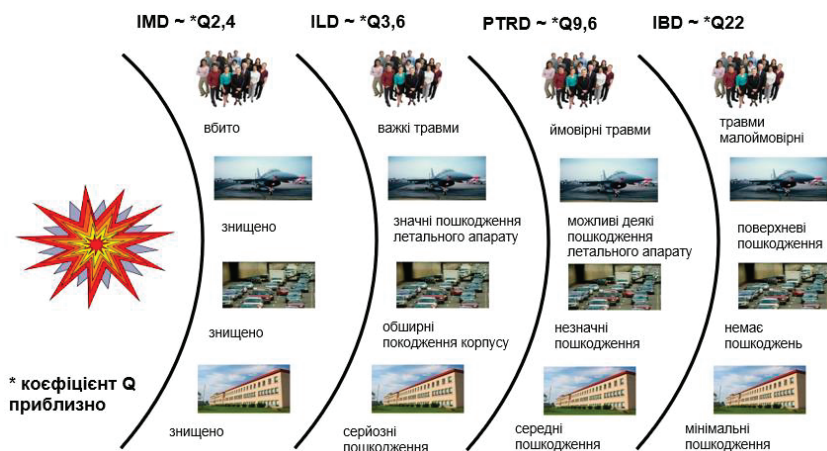 IMD ~ *Q2,4
ILD ~ *Q3,6
PTRD ~ *Q9,6
IBD ~ *Q22
вбито
важкі травми
ймовірні травми
травми
малоймовірні
знищено
значні пошкодження
летального апарату
можливі деякі
пошкодження
летального апарату
поверхневі
пошкодження
знищено
обширні
покодження корпусу
незначні
пошкодження
немає
пошкоджень
* коєфіцієнт Q
приблизно
знищено
серйозні
пошкодження
середні
пошкодження
мінімальні
пошкодження